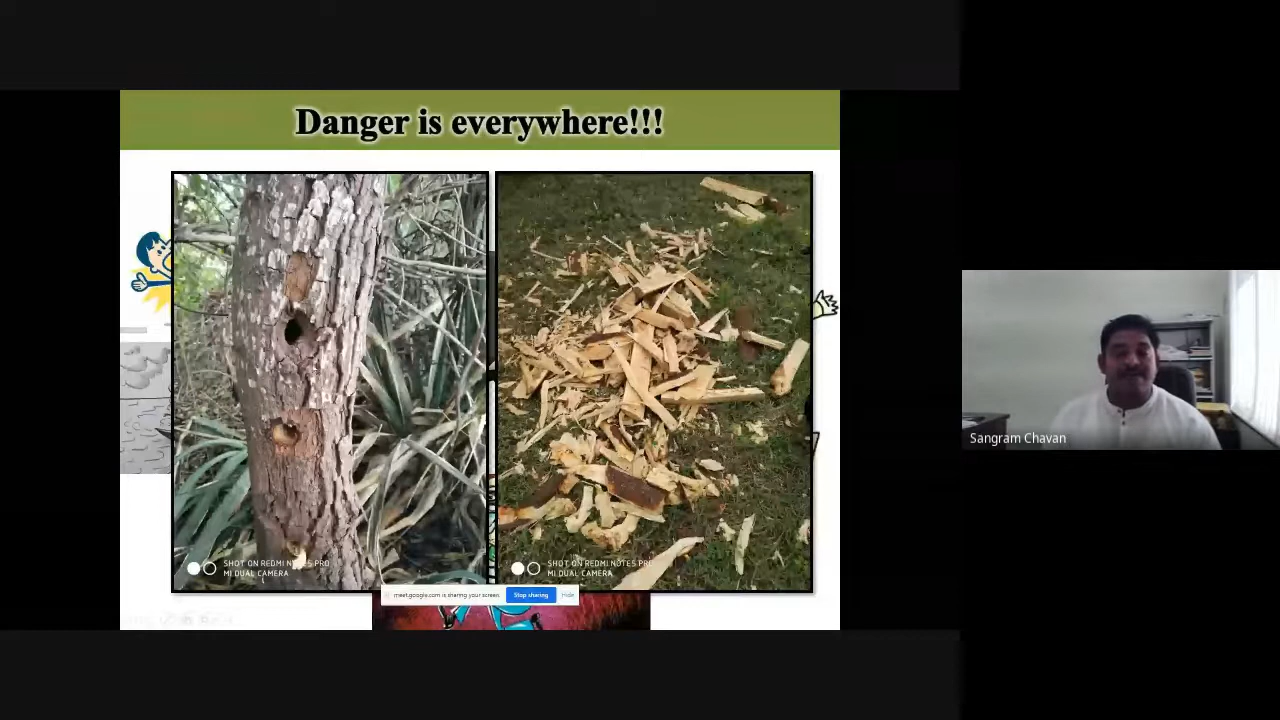 Danger is everywhere!!!
SHOT ON REDMI NOTE 5 PRO
MI DUAL CAMERA
SHOT ON REDMI NOTE 5 PRO
MI DUAL CAMERA
meet.google.com is sharing your screen.
Stop sharing
Hide
Sangram Chavan